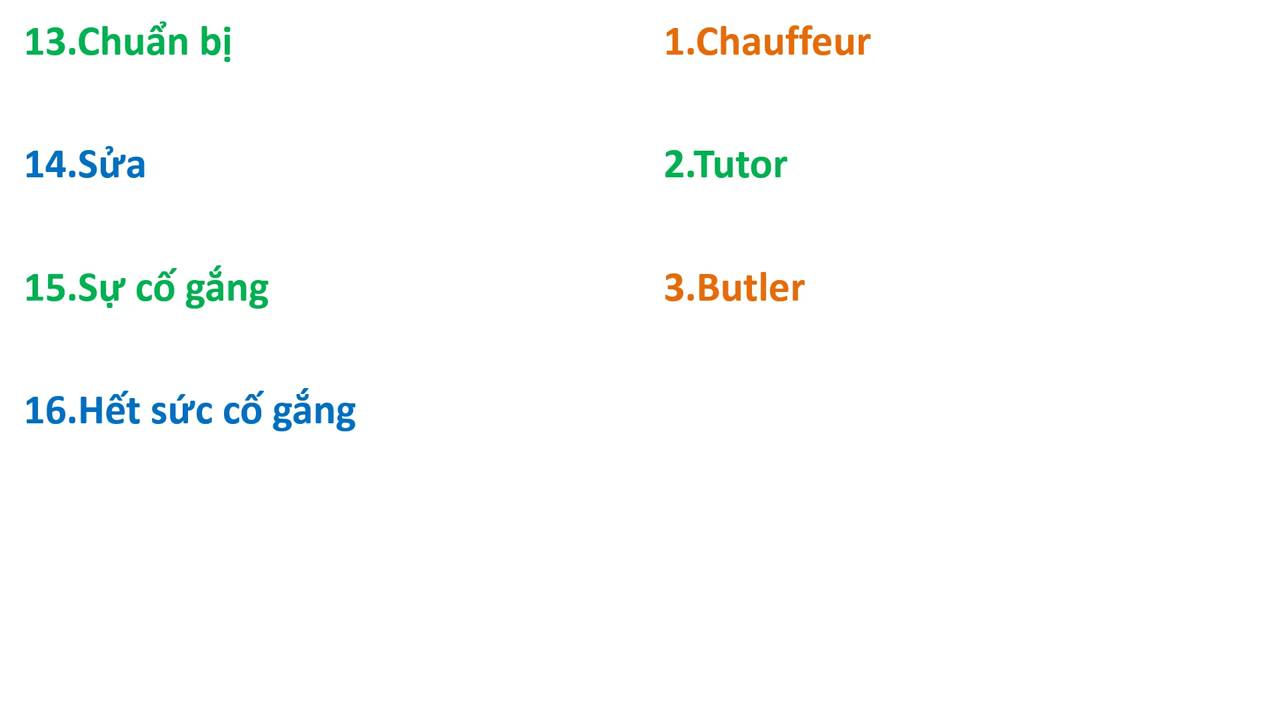 13.Chuẩn bị
14.Sửa
15.Sự cố gắng
16.Hết sức cố gắng
1.Chauffeur
2.Tutor
3.Butler